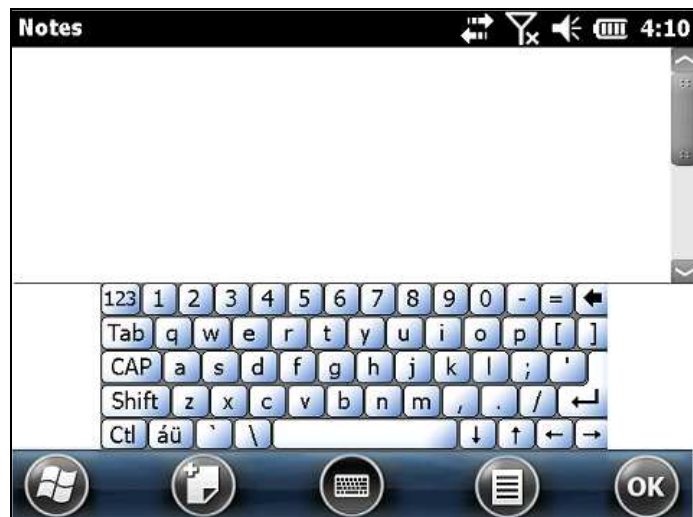 Notes 4:10
123 1 2 3 4 5 6 7 8 9 0 - =
Tab q w e r t y u i o p [ ]
CAP a s d f g h j k l ; '
Shift z x c v b n m , . /
Ctl áü ` \ ↓ ↑ ← →
OK